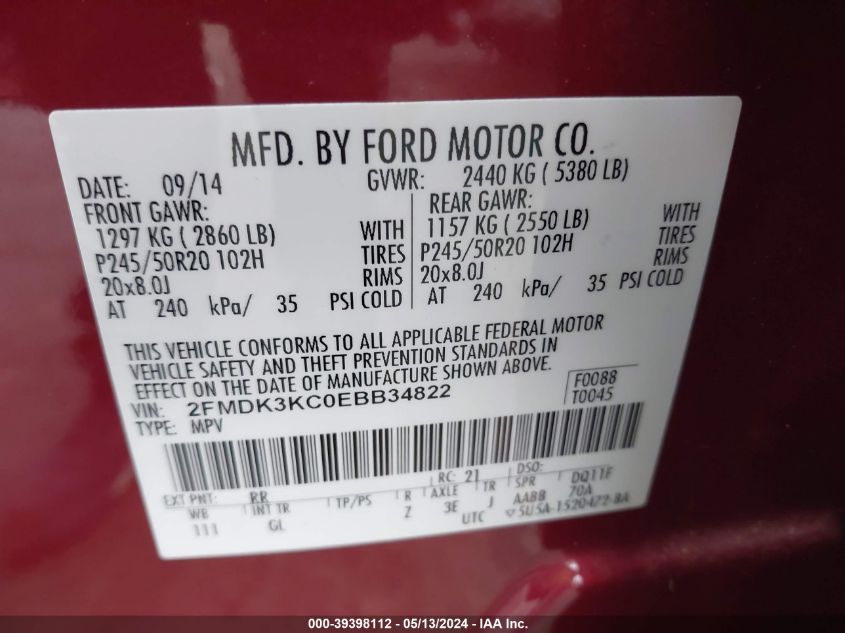 MFD. BY FORD MOTOR CO.
DATE: 09/14 GVWR: 2440 KG ( 5380 LB)
FRONT GAWR: REAR GAWR:
1297 KG ( 2860 LB) WITH 1157 KG ( 2550 LB) WITH
P245/50R20 102H TIRES P245/50R20 102H TIRES
20x8.0J RIMS 20x8.0J RIMS
AT 240 kPa/ 35 PSI COLD AT 240 kPa/ 35 PSI COLD
THIS VEHICLE CONFORMS TO ALL APPLICABLE FEDERAL MOTOR
VEHICLE SAFETY AND THEFT PREVENTION STANDARDS IN
EFFECT ON THE DATE OF MANUFACTURE SHOWN ABOVE.
VIN: 2FMDK3KC0EBB34822 F0088
TYPE: MPV T0045
EXT PNT: RR RC: 21 DSO:
WB INT TR TP/PS R AXLE TR SPR DQ11F
111 GL Z 3E J AABB 70A
UTC ▽5U5A-1520472-BA
000-39398112 — 05/13/2024 — IAA Inc.